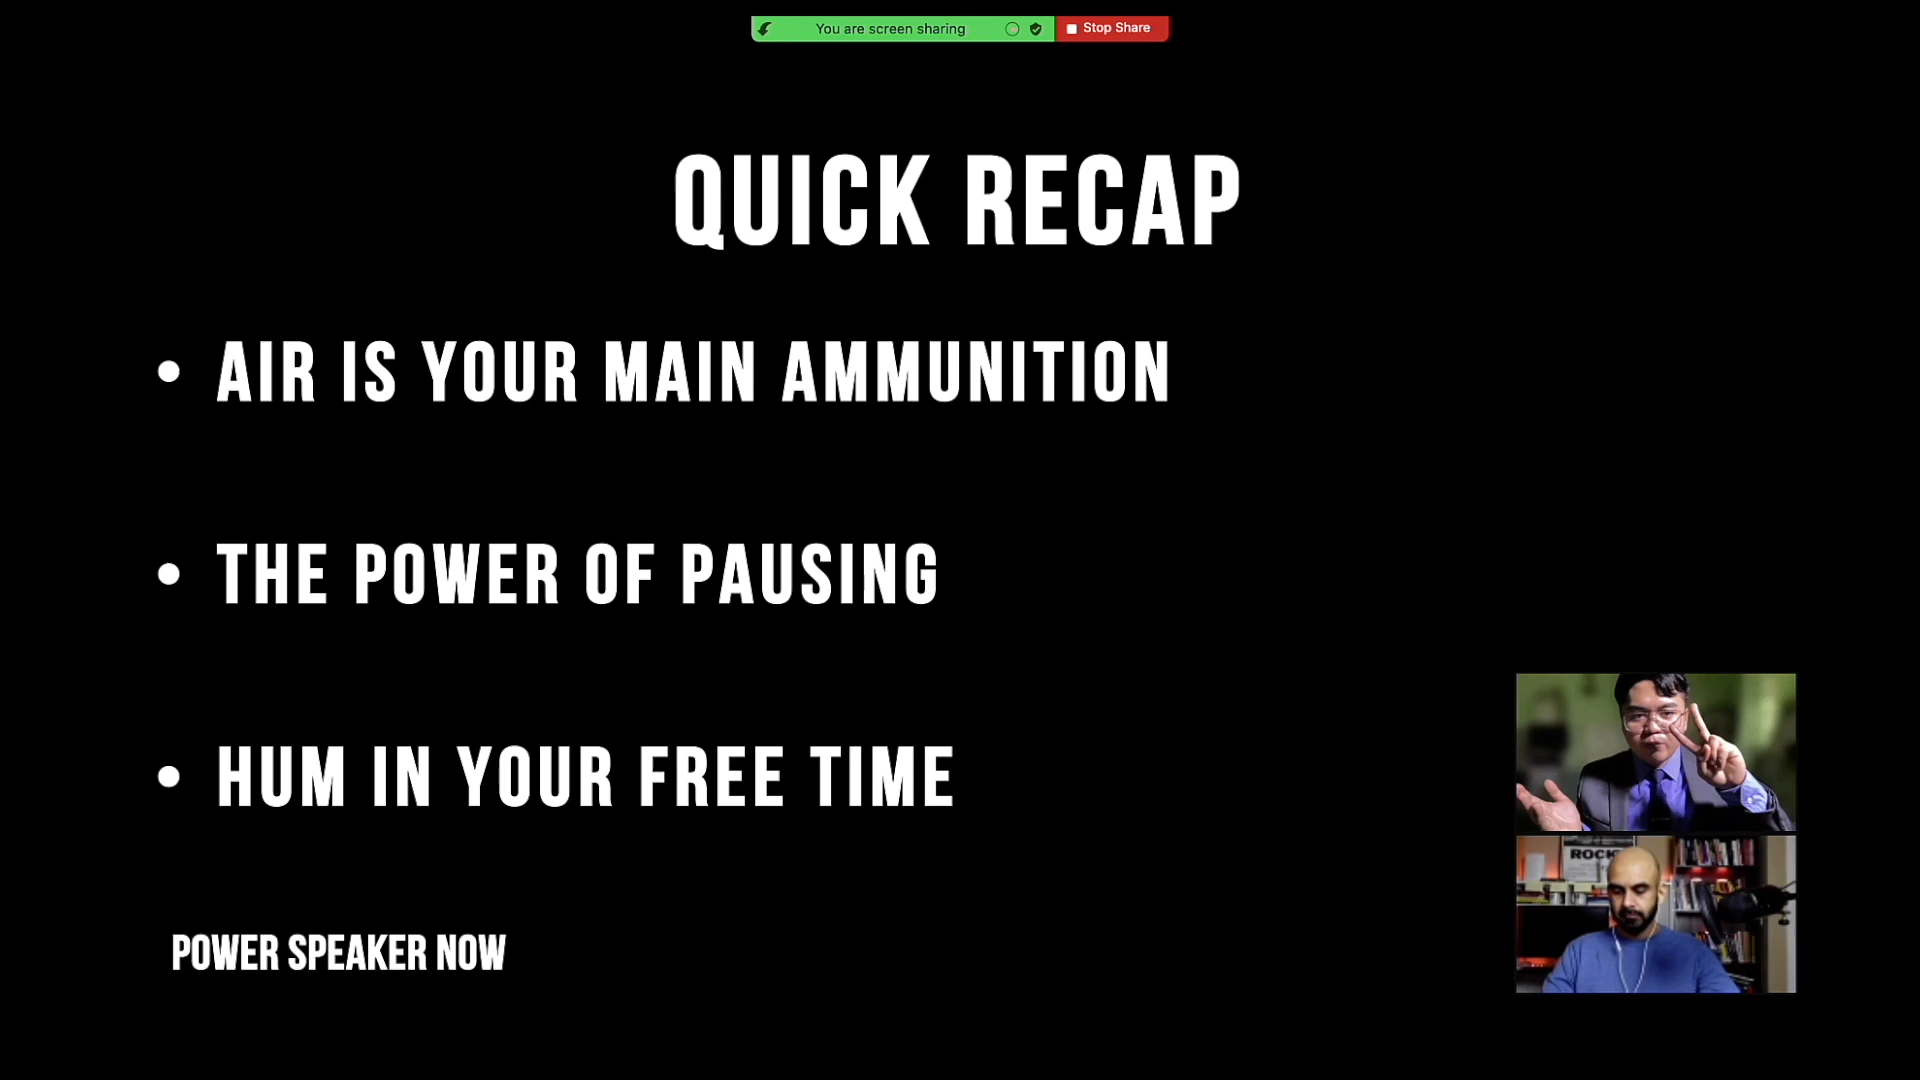 You are screen sharing
Stop Share
QUICK RECAP
• AIR IS YOUR MAIN AMMUNITION
• THE POWER OF PAUSING
• HUM IN YOUR FREE TIME
ROCK
POWER SPEAKER NOW